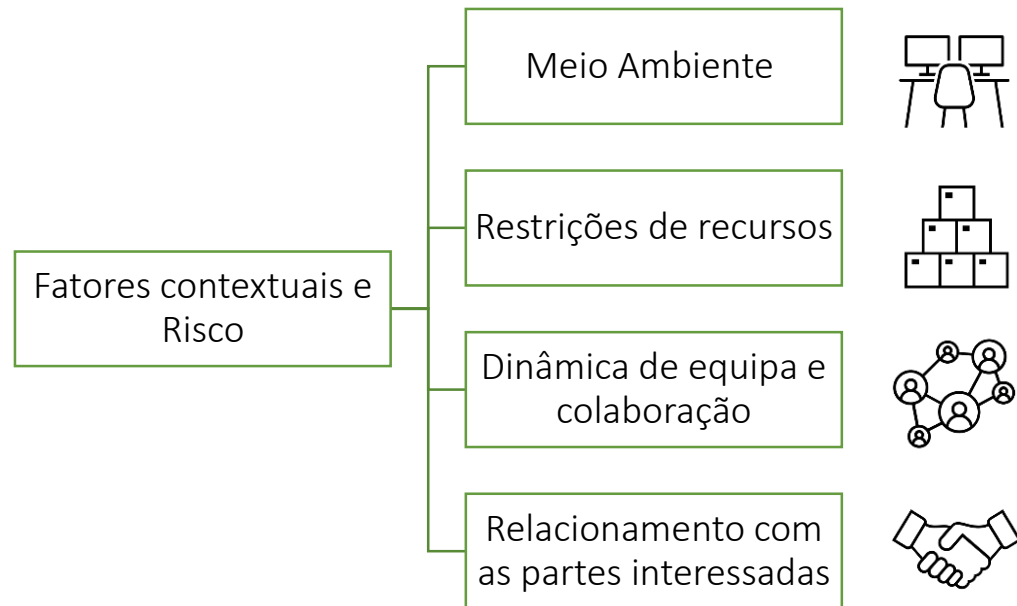 Meio Ambiente
Restrições de recursos
Fatores contextuais e
Risco
Dinâmica de equipa e
colaboração
Relacionamento com
as partes interessadas